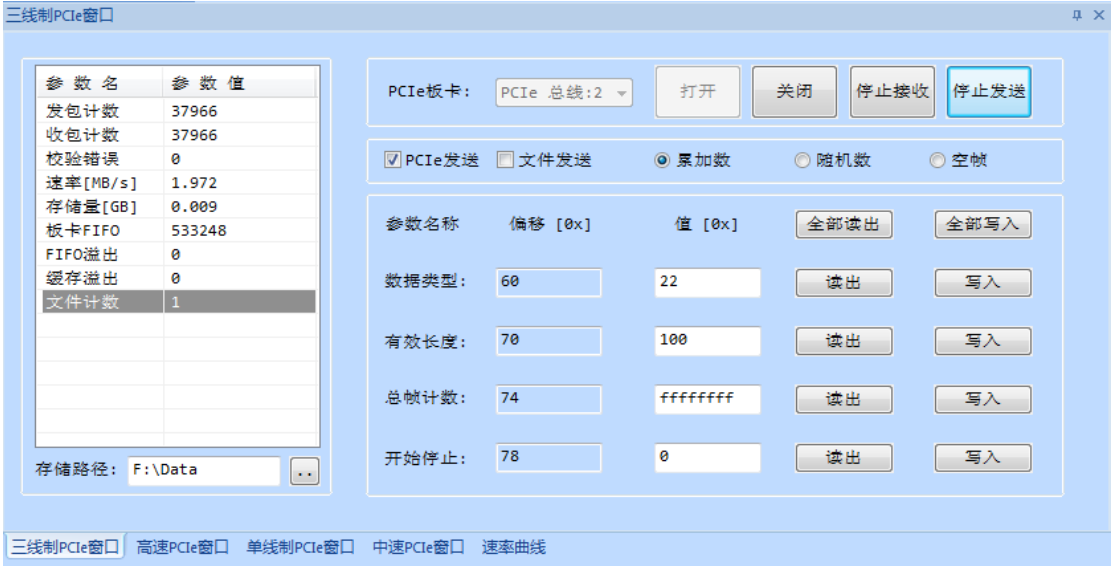 三线制PCIe窗口
参 数 名 参 数 值
发包计数 37966
收包计数 37966
校验错误 0
速率[MB/s] 1.972
存储量[GB] 0.009
板卡FIFO 533248
FIFO溢出 0
缓存溢出 0
文件计数 1
存储路径: F:\Data ..
PCIe板卡: PCIe 总线:2 打开 关闭 停止接收 停止发送
PCIe发送 文件发送 累加数 随机数 空帧
参数名称 偏移 [0x] 值 [0x] 全部读出 全部写入
数据类型: 60 22 读出 写入
有效长度: 70 100 读出 写入
总帧计数: 74 ffffffff 读出 写入
开始停止: 78 0 读出 写入
三线制PCIe窗口 高速PCIe窗口 单线制PCIe窗口 中速PCIe窗口 速率曲线